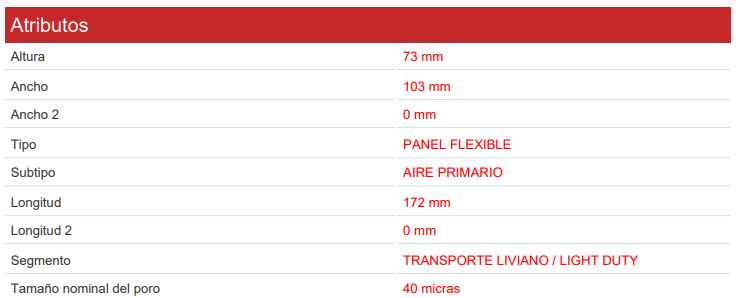 Atributos
Altura 73 mm
Ancho 103 mm
Ancho 2 0 mm
Tipo PANEL FLEXIBLE
Subtipo AIRE PRIMARIO
Longitud 172 mm
Longitud 2 0 mm
Segmento TRANSPORTE LIVIANO / LIGHT DUTY
Tamaño nominal del poro 40 micras